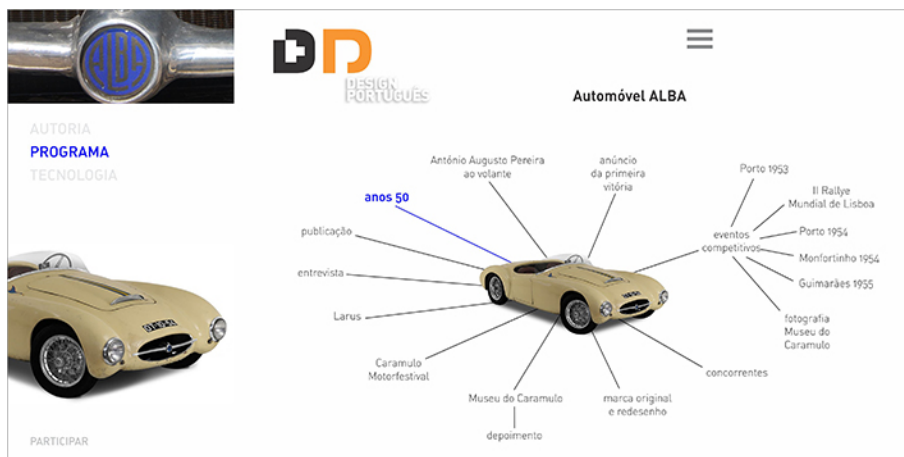 ALBA
AUTORIA
PROGRAMA
TECNOLOGIA
PARTICIPAR
DD
DESIGN
PORTUGUÊS
Automóvel ALBA
anos 50
António Augusto Pereira
ao volante
anúncio
da primeira
vitória
Porto 1953
II Rallye
Mundial de Lisboa
eventos
competitivos
Porto 1954
Monfortinho 1954
Guimarães 1955
fotografia
Museu do
Caramulo
publicação
entrevista
Larus
Caramulo
Motorfestival
Museu do Caramulo
depoimento
marca original
e redesenho
concorrentes